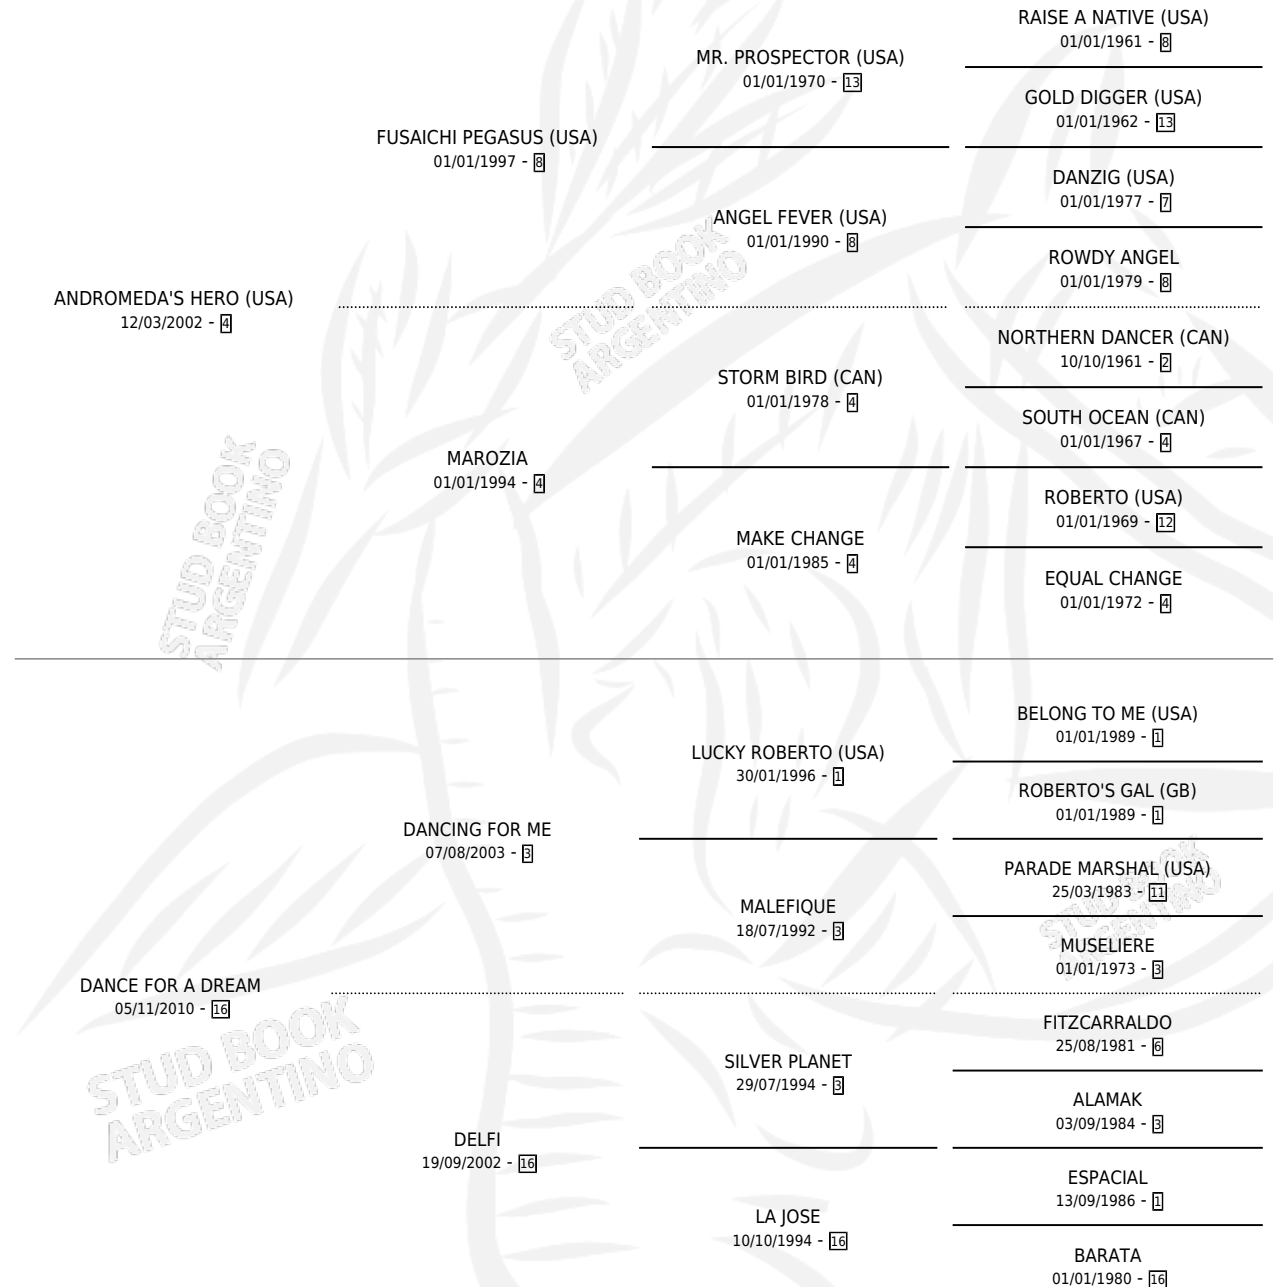 RAISE A NATIVE (USA)
01/01/1961 - 8
MR. PROSPECTOR (USA)
01/01/1970 - 13
GOLD DIGGER (USA)
01/01/1962 - 13
FUSAICHI PEGASUS (USA)
01/01/1997 - 8
DANZIG (USA)
01/01/1977 - 7
ANGEL FEVER (USA)
01/01/1990 - 8
ROWDY ANGEL
01/01/1979 - 8
ANDROMEDA'S HERO (USA)
12/03/2002 - 4
NORTHERN DANCER (CAN)
10/10/1961 - 2
STORM BIRD (CAN)
01/01/1978 - 4
SOUTH OCEAN (CAN)
01/01/1967 - 4
MAROZIA
01/01/1994 - 4
ROBERTO (USA)
01/01/1969 - 12
MAKE CHANGE
01/01/1985 - 4
EQUAL CHANGE
01/01/1972 - 4
BELONG TO ME (USA)
01/01/1989 - 1
LUCKY ROBERTO (USA)
30/01/1996 - 1
ROBERTO'S GAL (GB)
01/01/1989 - 1
DANCING FOR ME
07/08/2003 - 3
PARADE MARSHAL (USA)
25/03/1983 - 11
MALEFIQUE
18/07/1992 - 3
MUSELIERE
01/01/1973 - 3
DANCE FOR A DREAM
05/11/2010 - 16
FITZCARRALDO
25/08/1981 - 6
SILVER PLANET
29/07/1994 - 3
ALAMAK
03/09/1984 - 3
DELFI
19/09/2002 - 16
ESPACIAL
13/09/1986 - 1
LA JOSE
10/10/1994 - 16
BARATA
01/01/1980 - 16
STUD BOOK
ARGENTINO
STUD BOOK
ARGENTINO
STUD BOOK
ARGENTINO
STUD BOOK
ARGENTINO